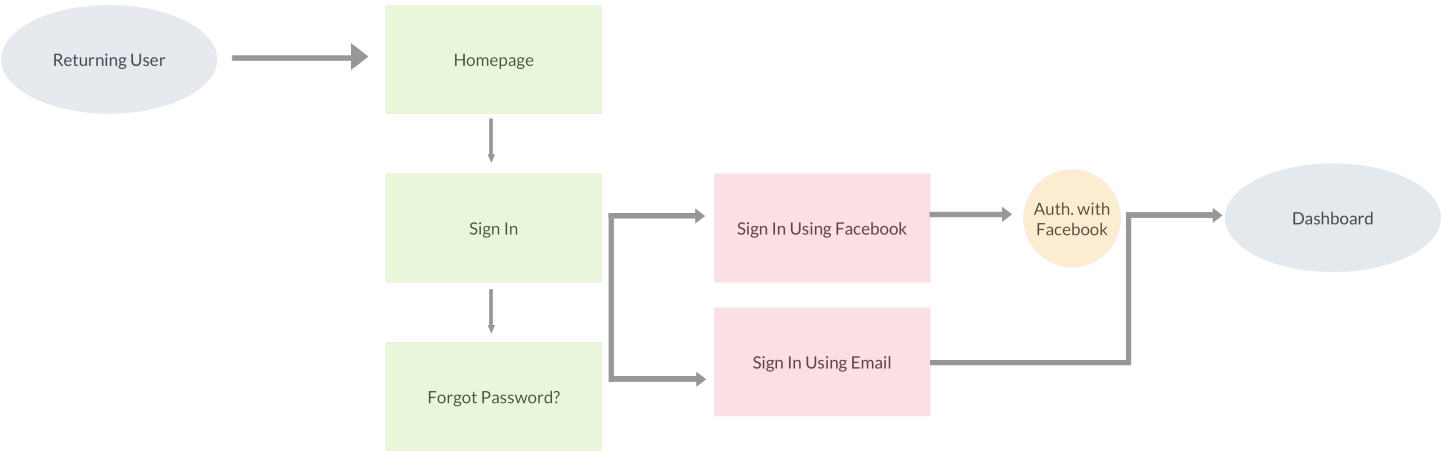 Returning User
Homepage
Sign In
Sign In Using Facebook
Auth. with
Facebook
Dashboard
Sign In Using Email
Forgot Password?